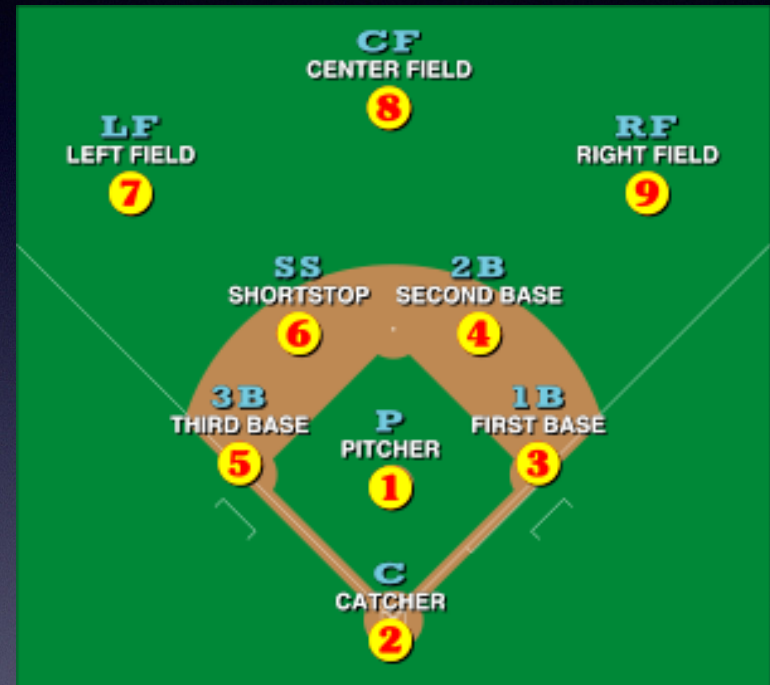 CF
CENTER FIELD
8
LF
LEFT FIELD
7
RF
RIGHT FIELD
9
SS
SHORTSTOP
6
2B
SECOND BASE
4
3B
THIRD BASE
5
P
PITCHER
1
1B
FIRST BASE
3
C
CATCHER
2